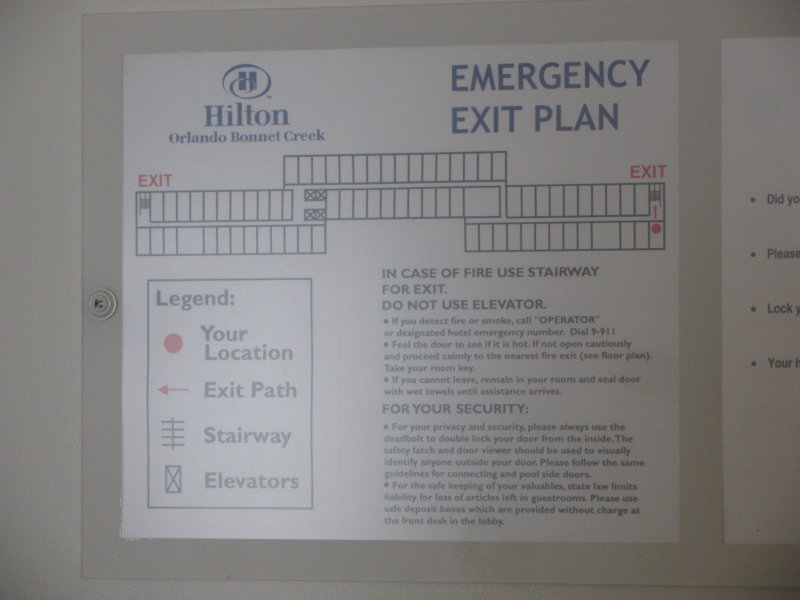 Hilton
Orlando Bonnet Creek
EMERGENCY
EXIT PLAN
EXIT
EXIT
Legend:
Your
Location
Exit Path
Stairway
Elevators
IN CASE OF FIRE USE STAIRWAY
FOR EXIT.
DO NOT USE ELEVATOR.
• If you detect fire or smoke, call "OPERATOR"
or designated hotel emergency number. Dial 9-911
• Feel the door to see if it is hot. If not open cautiously
and proceed calmly to the nearest fire exit (see floor plan).
Take your room key.
• If you cannot leave, remain in your room and seal door
with wet towels until assistance arrives.
FOR YOUR SECURITY:
• For your privacy and security, please always use the
deadbolt to double lock your door from the inside. The
safety latch and door viewer should be used to visually
identify anyone outside your door. Please follow the same
guidelines for connecting and pool side doors.
• For the safe keeping of your valuables, state law limits
liability for loss of articles left in guestrooms. Please use
safe deposit boxes which are provided without charge at
the front desk in the lobby.
• Did yo
• Please
• Lock y
• Your h